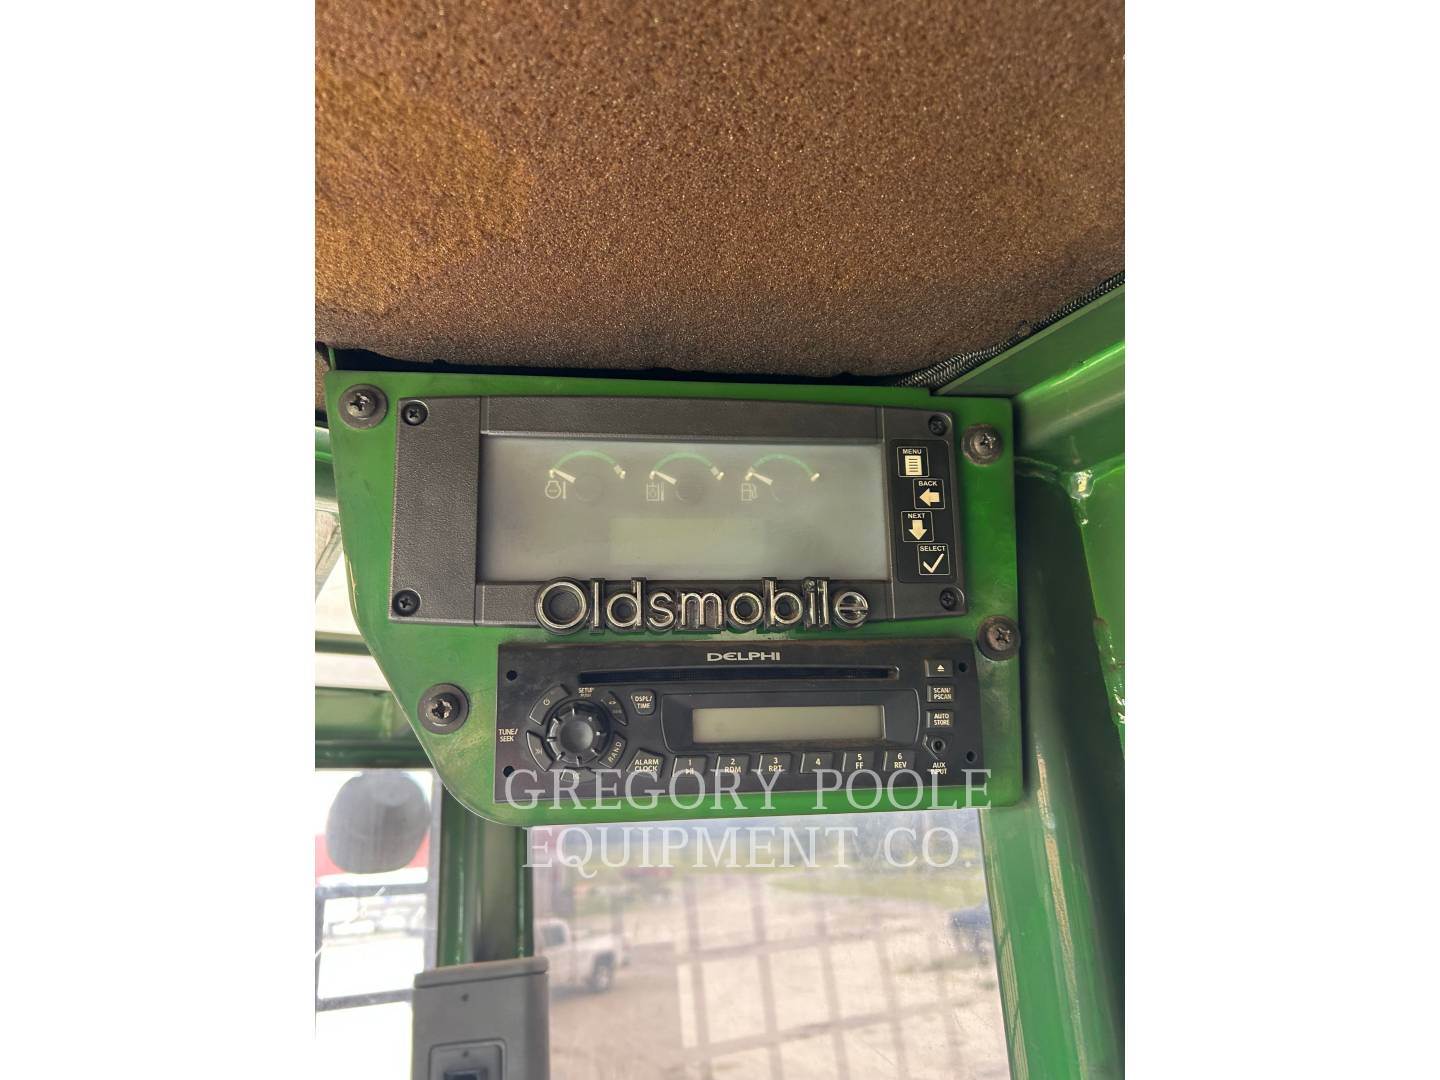 MENU
BACK
NEXT
SELECT
Oldsmobile
DELPHI
SETUP
PUSH
DSPL/
TIME
SCAN/
PSCAN
AUTO
STORE
TUNE/
SEEK
BAND
ALARM
CLOCK
1
2
RDM
3
RPT
4
5
FF
6
REV
AUX
INPUT
GREGORY POOLE
EQUIPMENT CO.